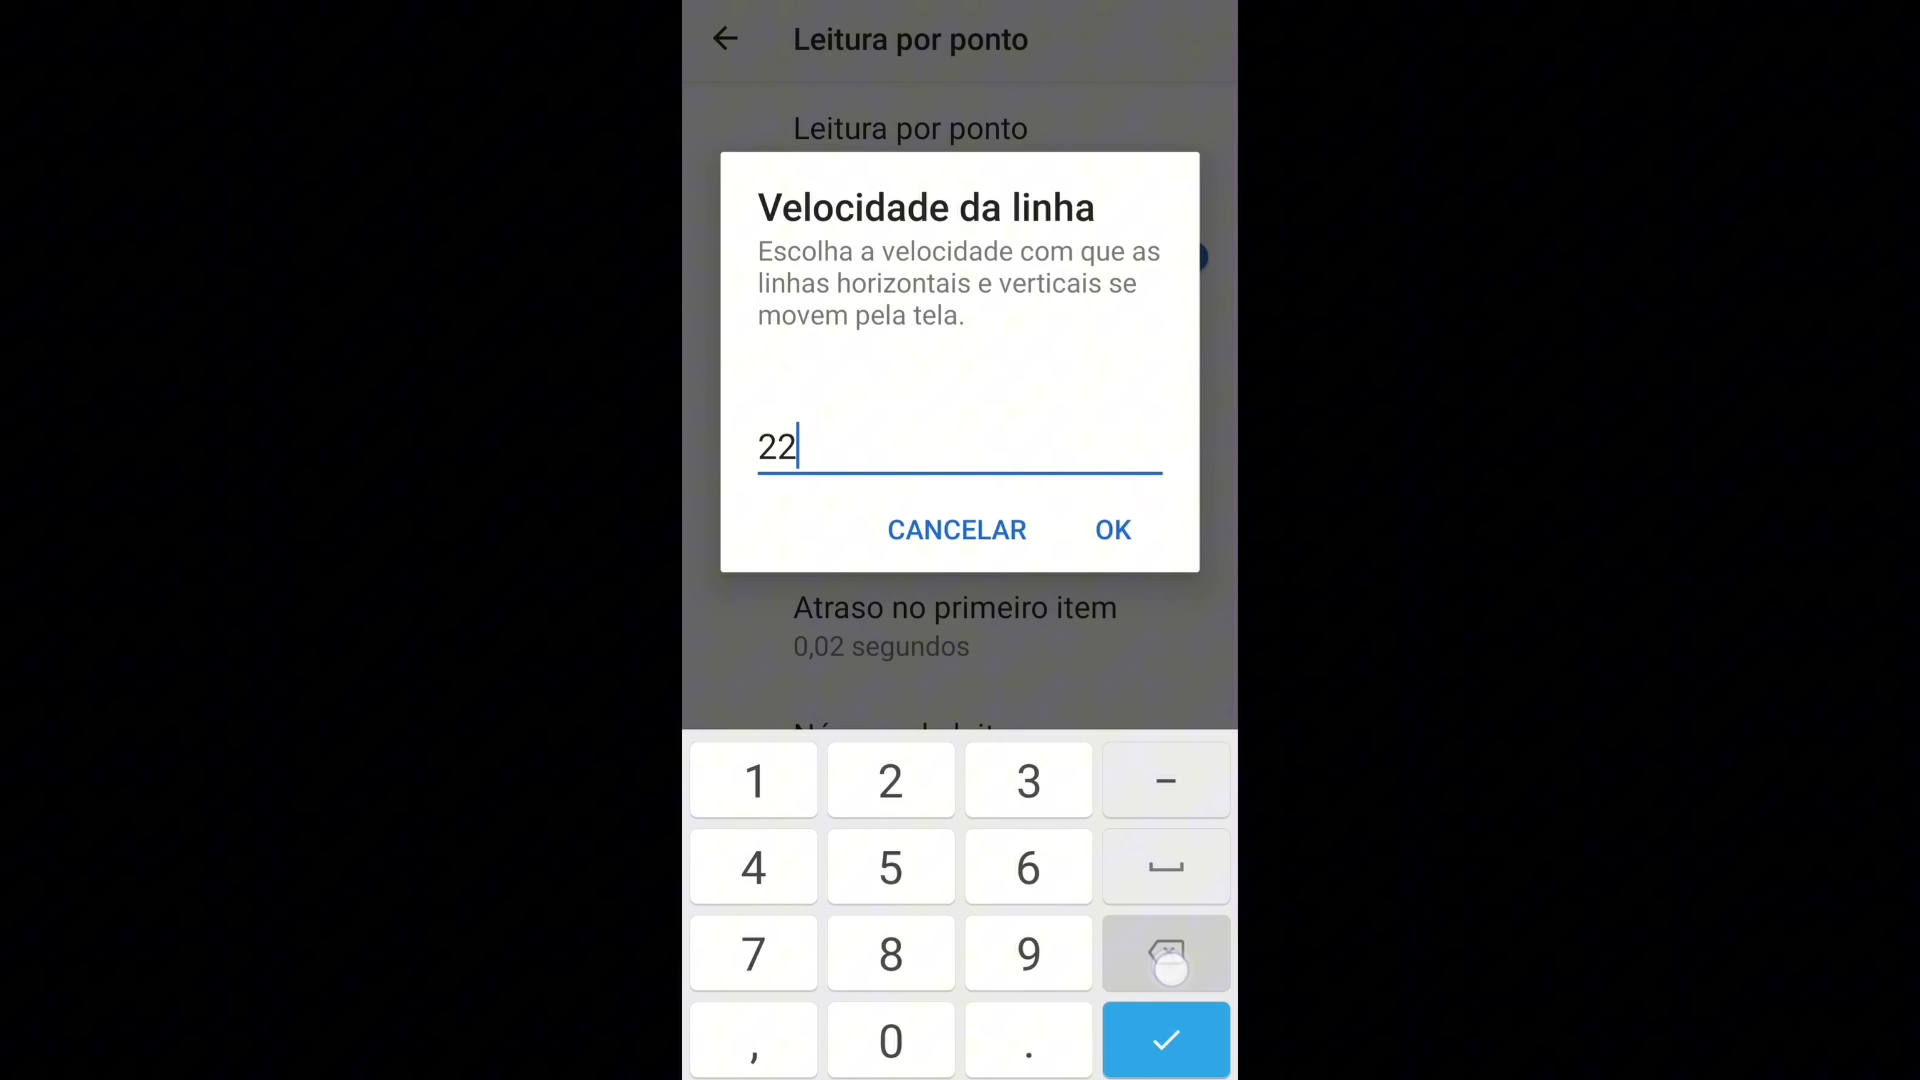 Leitura por ponto
Leitura por ponto
Velocidade da linha
Escolha a velocidade com que as
linhas horizontais e verticais se
movem pela tela.
22
CANCELAR OK
Atraso no primeiro item
0,02 segundos
1 2 3 –
4 5 6
7 8 9
, 0 .